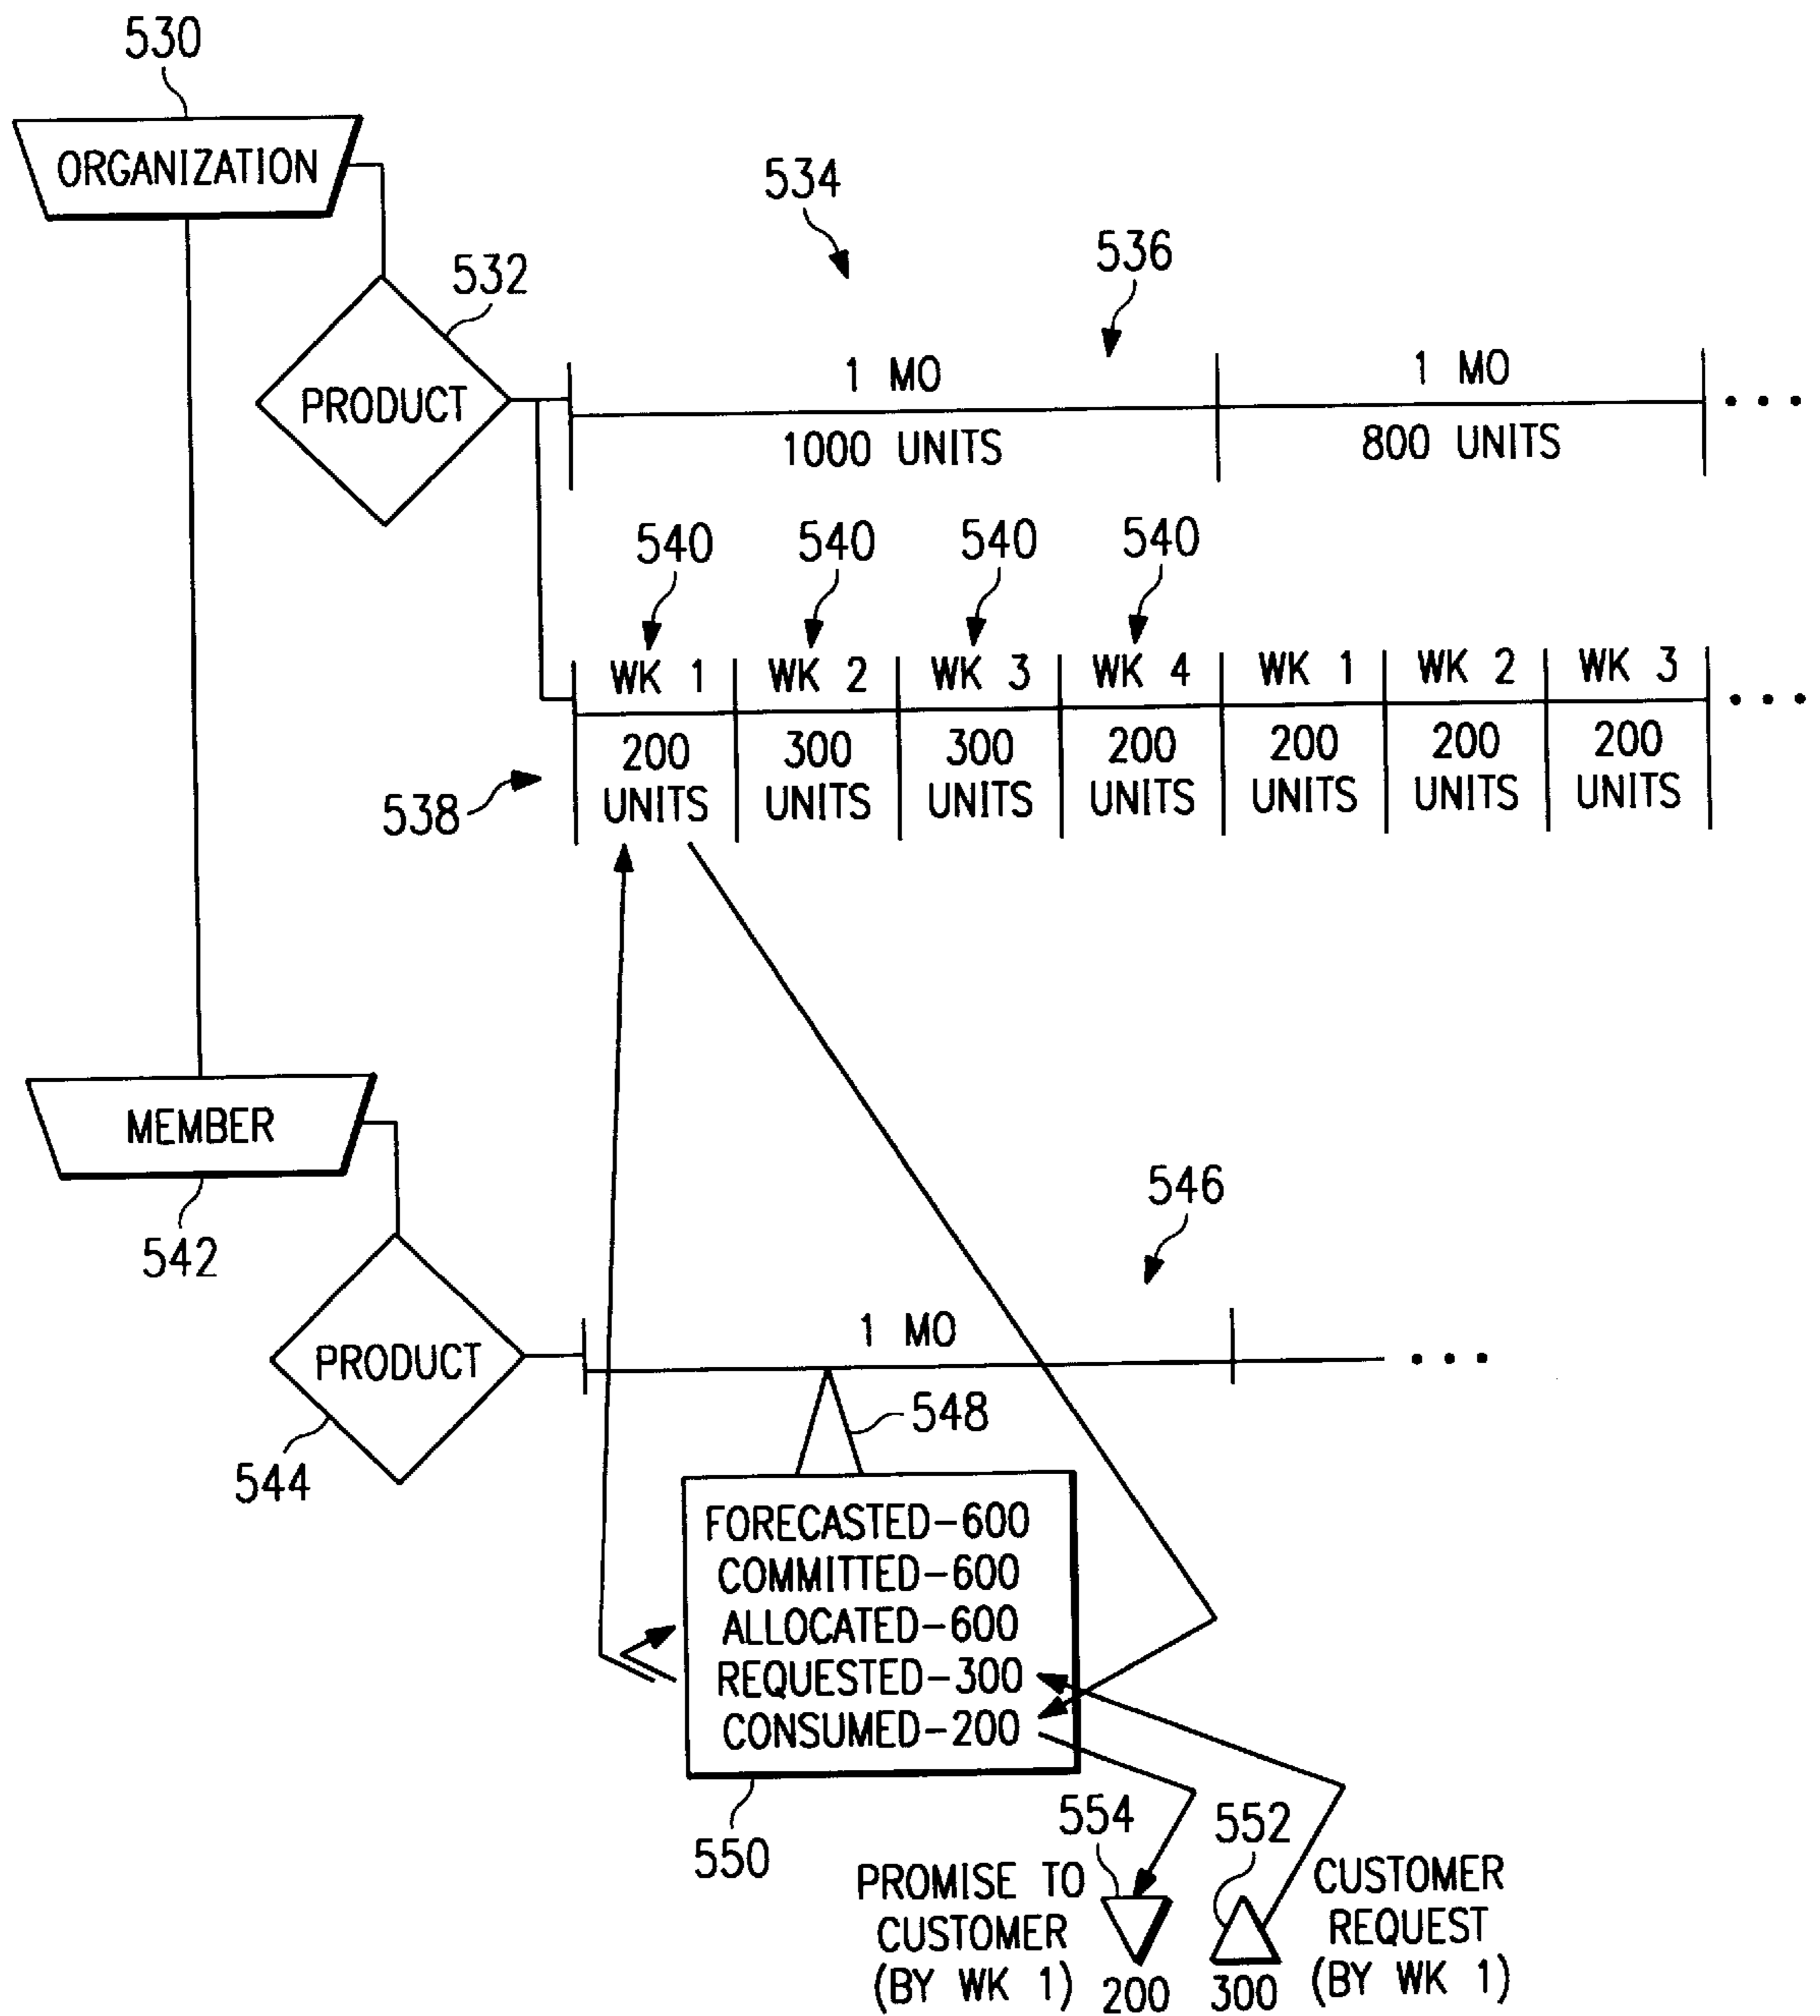 530
ORGANIZATION
534
536
532
1 MO
1 MO
PRODUCT
1000 UNITS
800 UNITS
540 540 540 540
WK 1 WK 2 WK 3 WK 4 WK 1 WK 2 WK 3
200 300 300 200 200 200 200
UNITS UNITS UNITS UNITS UNITS UNITS UNITS
538
MEMBER
542
546
1 MO
PRODUCT
548
544
FORECASTED-600
COMMITTED-600
ALLOCATED-600
REQUESTED-300
CONSUMED-200
550
554
552
PROMISE TO
CUSTOMER
(BY WK 1)
200
300
CUSTOMER
REQUEST
(BY WK 1)